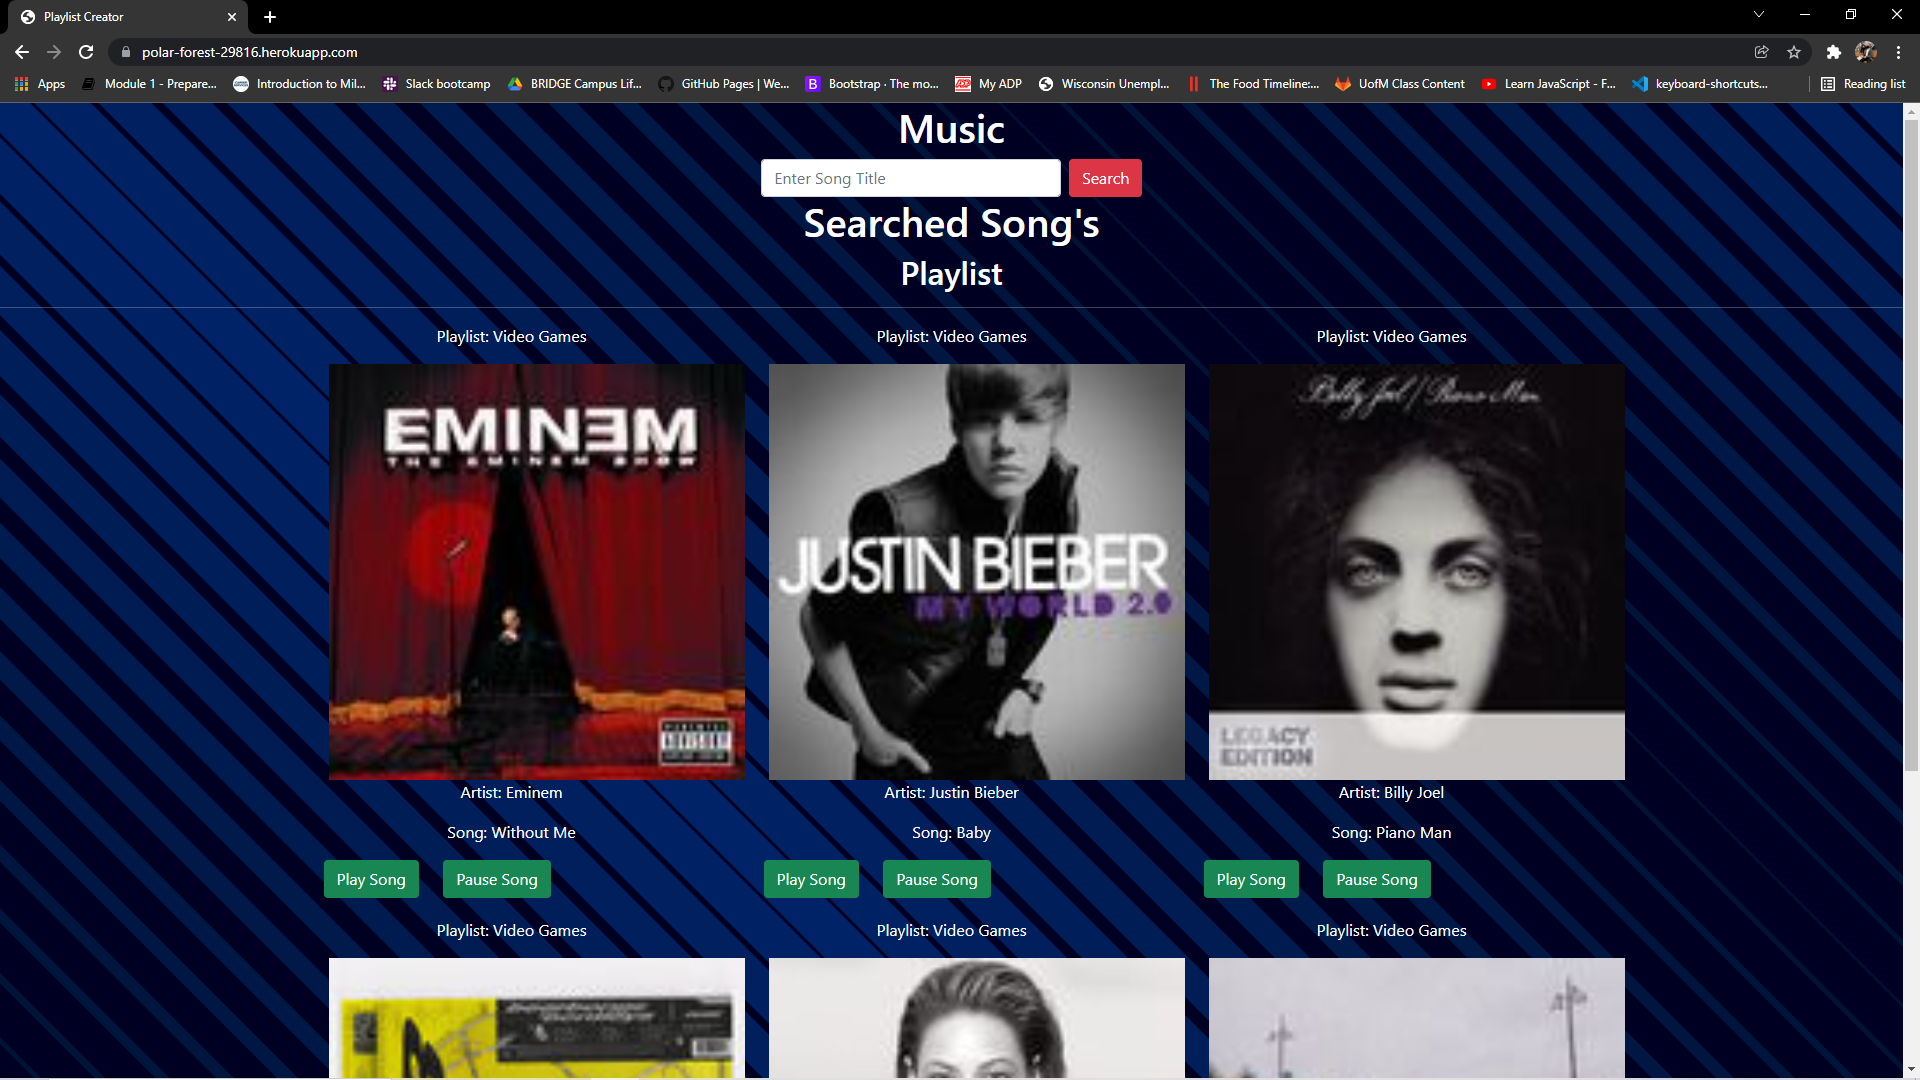 Playlist Creator
polar-forest-29816.herokuapp.com
Apps
Module 1 - Prepare...
Introduction to Mil...
Slack bootcamp
BRIDGE Campus Lif...
GitHub Pages | We...
B
Bootstrap · The mo...
ADP
My ADP
Wisconsin Unempl...
The Food Timeline:...
UofM Class Content
Learn JavaScript - F...
keyboard-shortcuts...
Reading list
Music
Enter Song Title
Search
Searched Song's
Playlist
Playlist: Video Games
Playlist: Video Games
Playlist: Video Games
EMINƎM
THE EMINEM SHOW
PARENTAL
ADVISORY
JUSTIN BIEBER
MY WORLD 2.0
Billy Joel / Piano Man
LEGACY
EDITION
Artist: Eminem
Artist: Justin Bieber
Artist: Billy Joel
Song: Without Me
Song: Baby
Song: Piano Man
Play Song
Pause Song
Play Song
Pause Song
Play Song
Pause Song
Playlist: Video Games
Playlist: Video Games
Playlist: Video Games